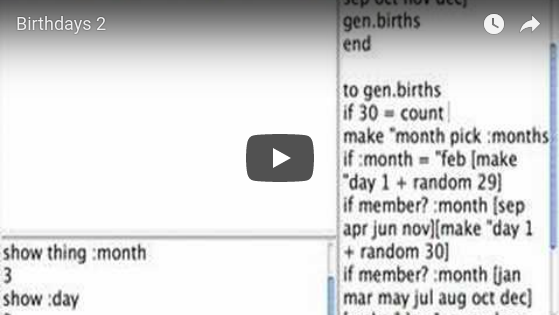 Birthdays 2
sep oct nov dec]
gen.births
end
to gen.births
if 30 = count
make "month pick :months
if :month = "feb [make
"day 1 + random 29]
if member? :month [sep
apr jun nov][make "day 1
+ random 30]
if member? :month [jan
mar may jul aug oct dec]
show thing :month
3
show :day